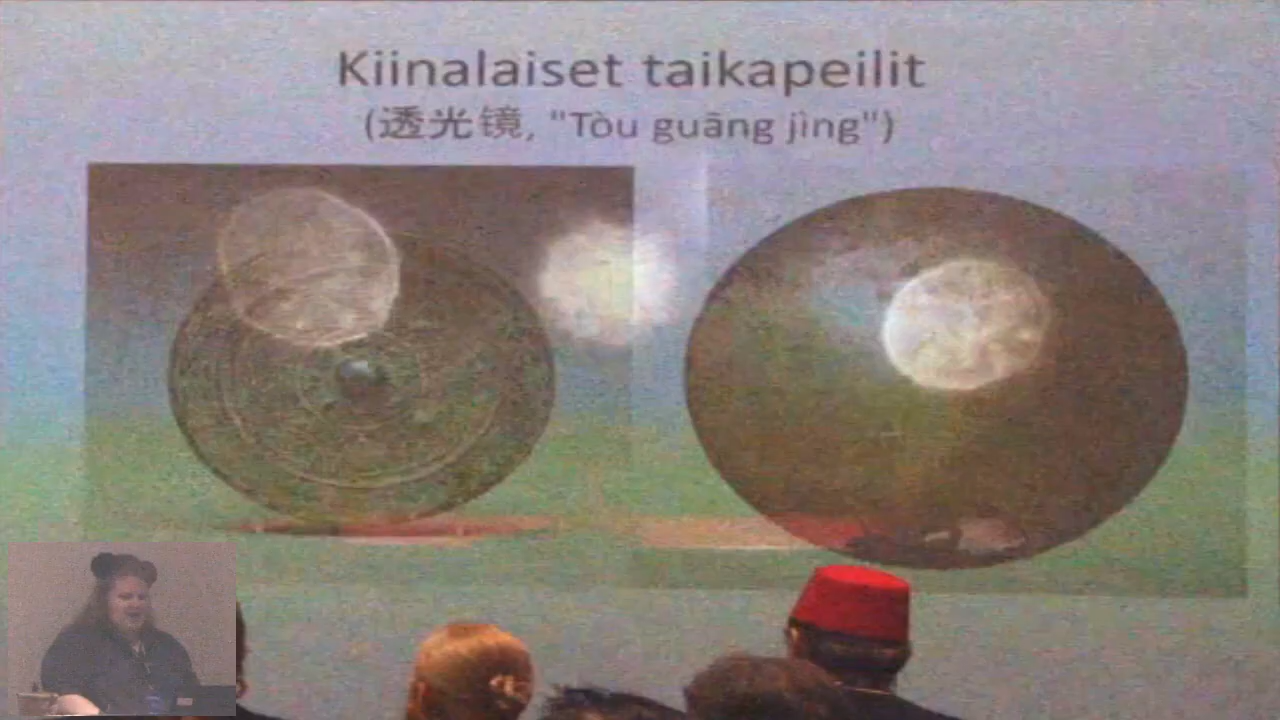 Kiinalaiset taikapeilit
(透光镜, "Tòu guāng jìng")